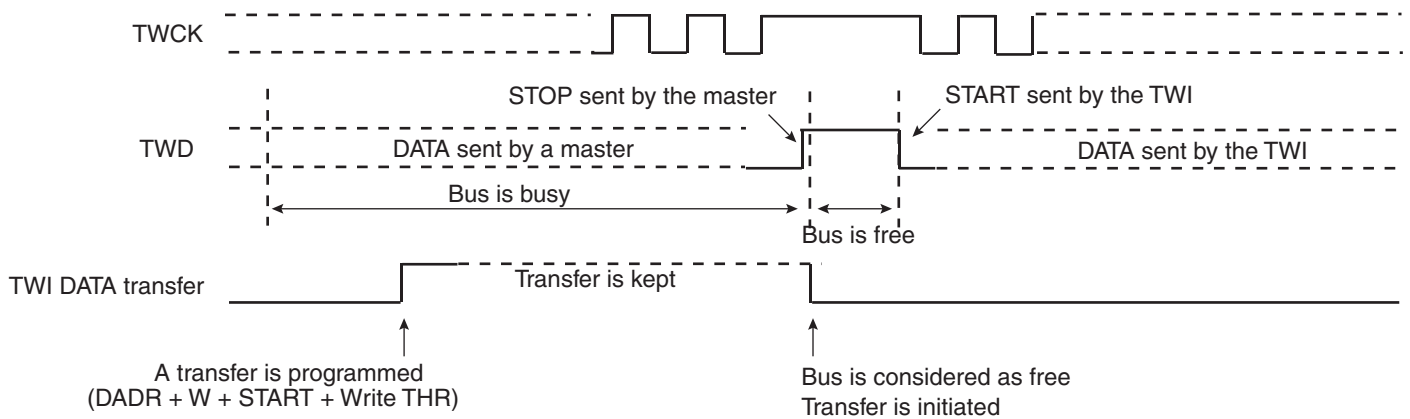 TWCK
STOP sent by the master
START sent by the TWI
TWD
DATA sent by a master
DATA sent by the TWI
Bus is busy
Bus is free
TWI DATA transfer
Transfer is kept
A transfer is programmed
(DADR + W + START + Write THR)
Bus is considered as free
Transfer is initiated